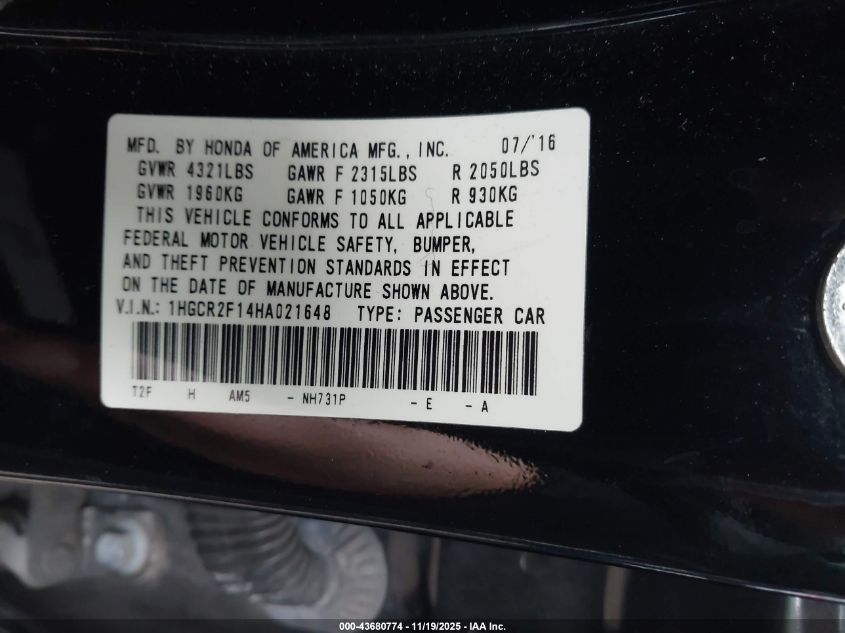 MFD. BY HONDA OF AMERICA MFG., INC. 07/'16
GVWR 4321LBS GAWR F 2315LBS R 2050LBS
GVWR 1960KG GAWR F 1050KG R 930KG
THIS VEHICLE CONFORMS TO ALL APPLICABLE
FEDERAL MOTOR VEHICLE SAFETY, BUMPER,
AND THEFT PREVENTION STANDARDS IN EFFECT
ON THE DATE OF MANUFACTURE SHOWN ABOVE.
V.I.N.: 1HGCR2F14HA021648 TYPE: PASSENGER CAR
T2F H AM5 - NH731P - E - A
000-43680774 - 11/19/2025 - IAA Inc.